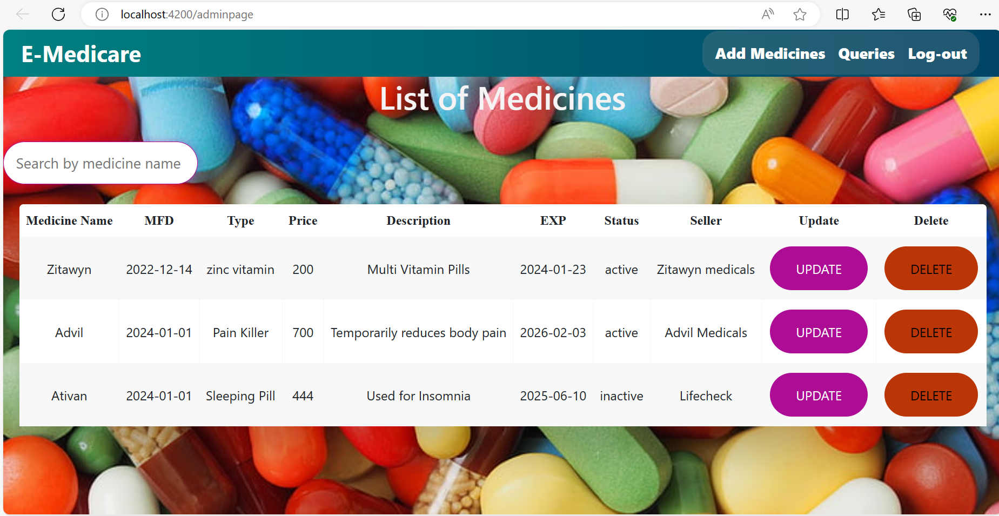 localhost:4200/adminpage
E-Medicare
Add Medicines Queries Log-out
List of Medicines
Search by medicine name
Medicine Name MFD Type Price Description EXP Status Seller Update Delete
Zitawyn 2022-12-14 zinc vitamin 200 Multi Vitamin Pills 2024-01-23 active Zitawyn medicals UPDATE DELETE
Advil 2024-01-01 Pain Killer 700 Temporarily reduces body pain 2026-02-03 active Advil Medicals UPDATE DELETE
Ativan 2024-01-01 Sleeping Pill 444 Used for Insomnia 2025-06-10 inactive Lifecheck UPDATE DELETE